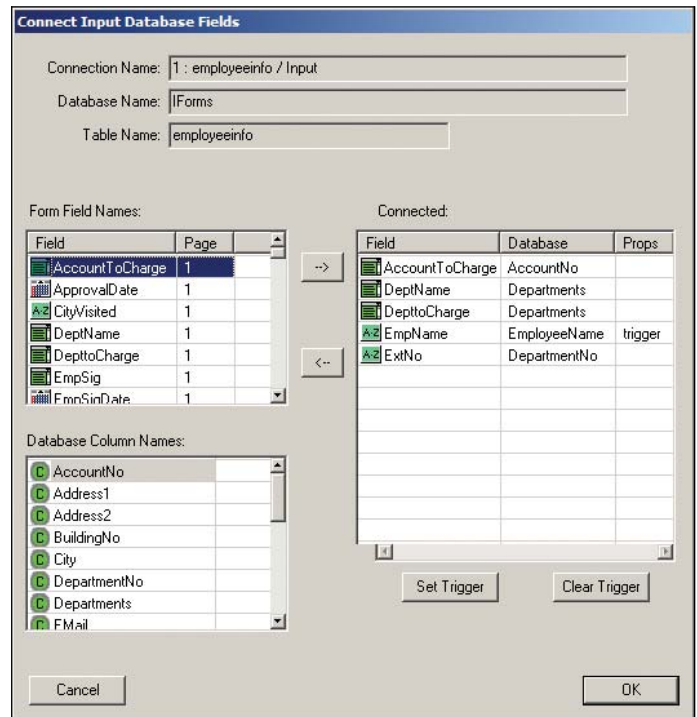 Connect Input Database Fields
Connection Name: 1 : employeeinfo / Input
Database Name: IForms
Table Name: employeeinfo
Form Field Names:
Field Page
AccountToCharge 1
ApprovalDate 1
A-Z CityVisited 1
DeptName 1
DepttoCharge 1
EmpSig 1
EmpSigDate 1
-->
<--
Database Column Names:
C AccountNo
C Address1
C Address2
C BuildingNo
C City
C DepartmentNo
C Departments
C EMail
Connected:
Field Database Props
AccountToCharge AccountNo
DeptName Departments
DepttoCharge Departments
A-Z EmpName EmployeeName trigger
A-Z ExtNo DepartmentNo
Set Trigger Clear Trigger
Cancel OK